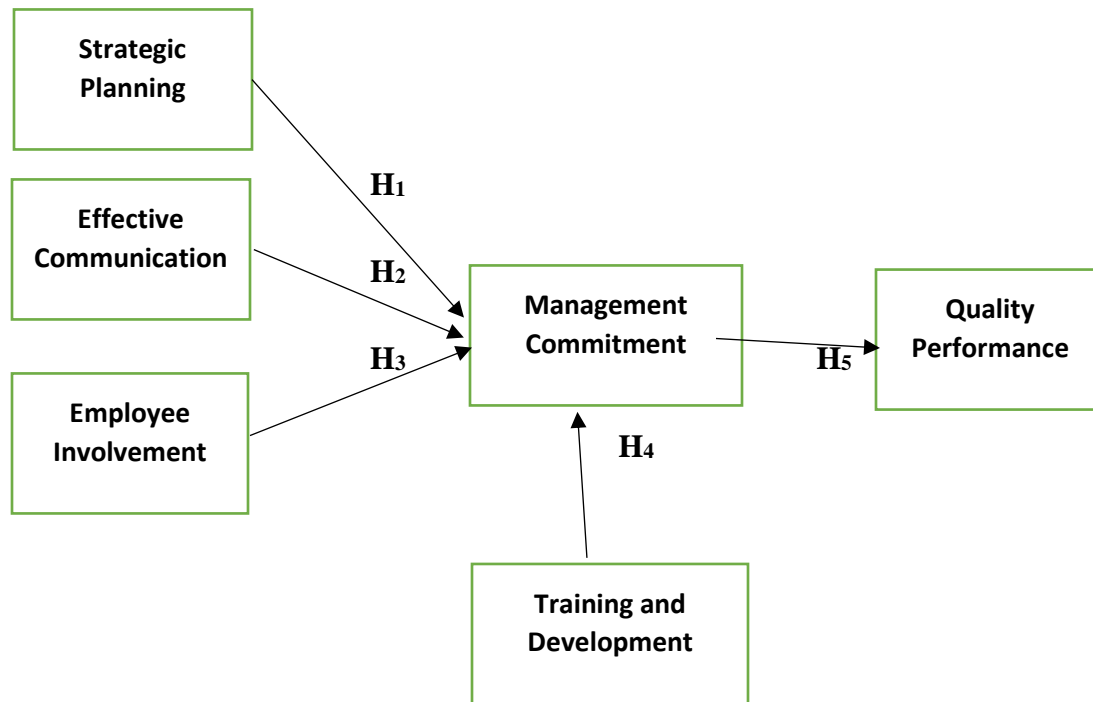 Strategic
Planning
H1
Effective
Communication
H2
Management
Commitment
Quality
Performance
H5
H3
Employee
Involvement
H4
Training and
Development